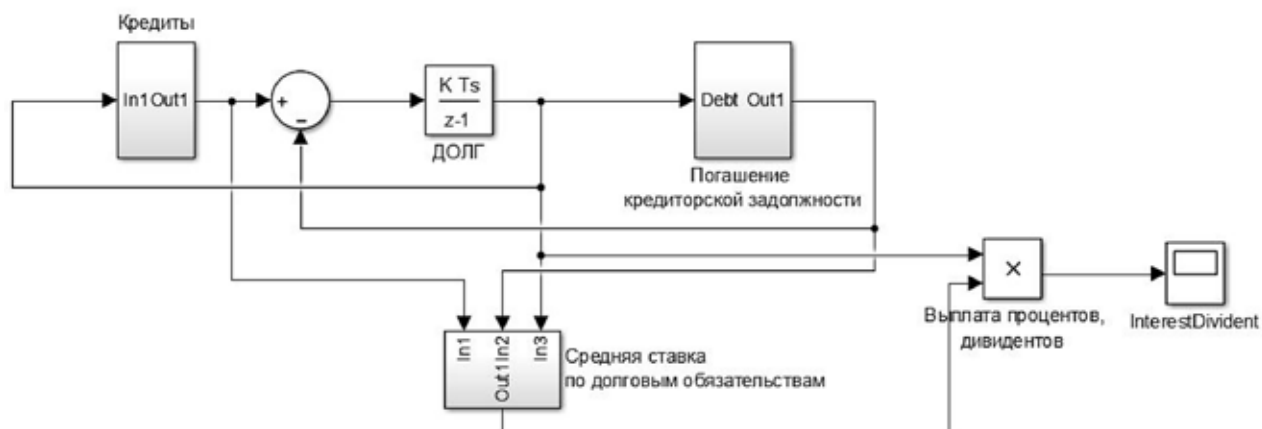 Кредиты
In1 Out1
+
−
K Ts
z-1
ДОЛГ
Debt Out1
Погашение
кредиторской задолжности
×
Выплата процентов,
дивидентов
InterestDivident
In1
In2
In3
Out1
Средняя ставка
по долговым обязательствам